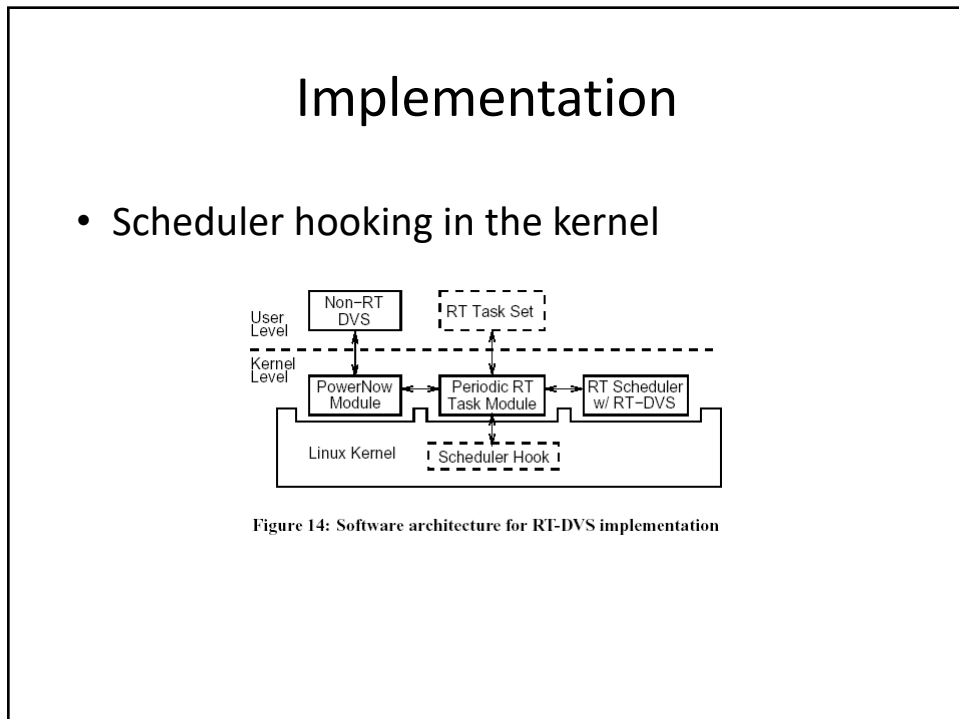 Implementation
• Scheduler hooking in the kernel
Non−RT
DVS
RT Task Set
User
Level
Kernel
Level
PowerNow
Module
Periodic RT
Task Module
RT Scheduler
w/ RT−DVS
Linux Kernel
Scheduler Hook
Figure 14: Software architecture for RT-DVS implementation